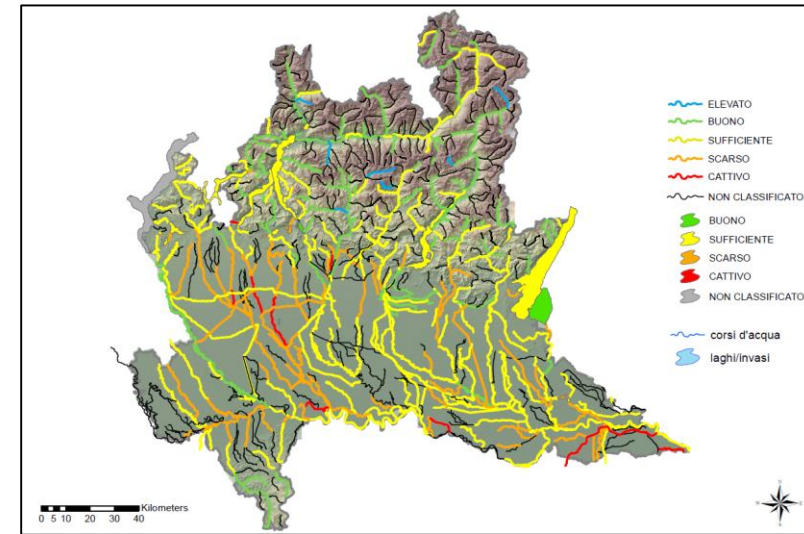 ELEVATO
BUONO
SUFFICIENTE
SCARSO
CATTIVO
NON CLASSIFICATO
BUONO
SUFFICIENTE
SCARSO
CATTIVO
NON CLASSIFICATO
corsi d'acqua
laghi/invasi
Kilometers
0 5 10 20 30 40